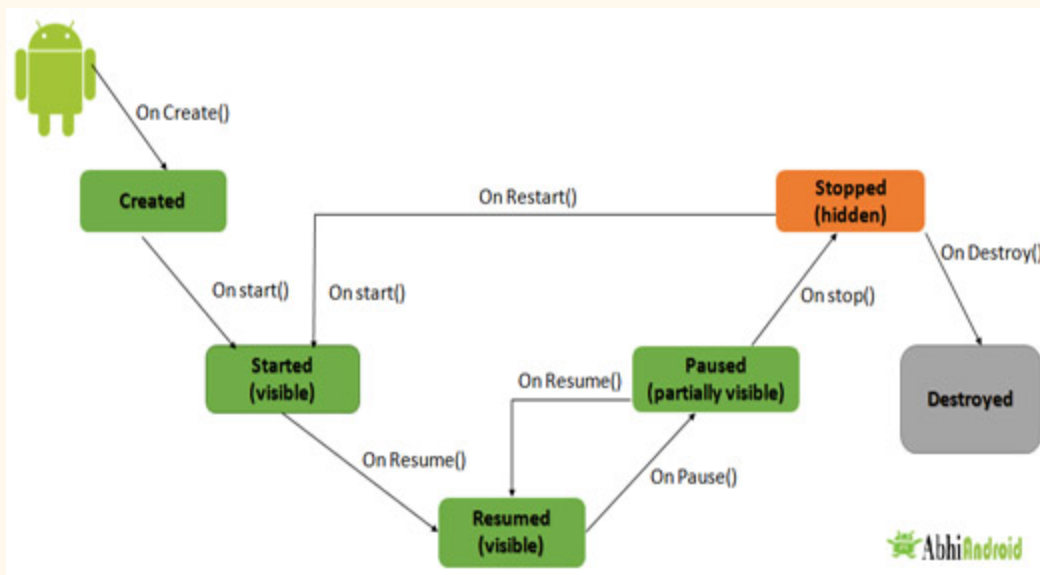 On Create()
Created
Stopped
(hidden)
On Restart()
On Destroy()
On start()
On start()
On stop()
Started
(visible)
Paused
(partially visible)
On Resume()
Destroyed
On Resume()
On Pause()
Resumed
(visible)
AbhiAndroid